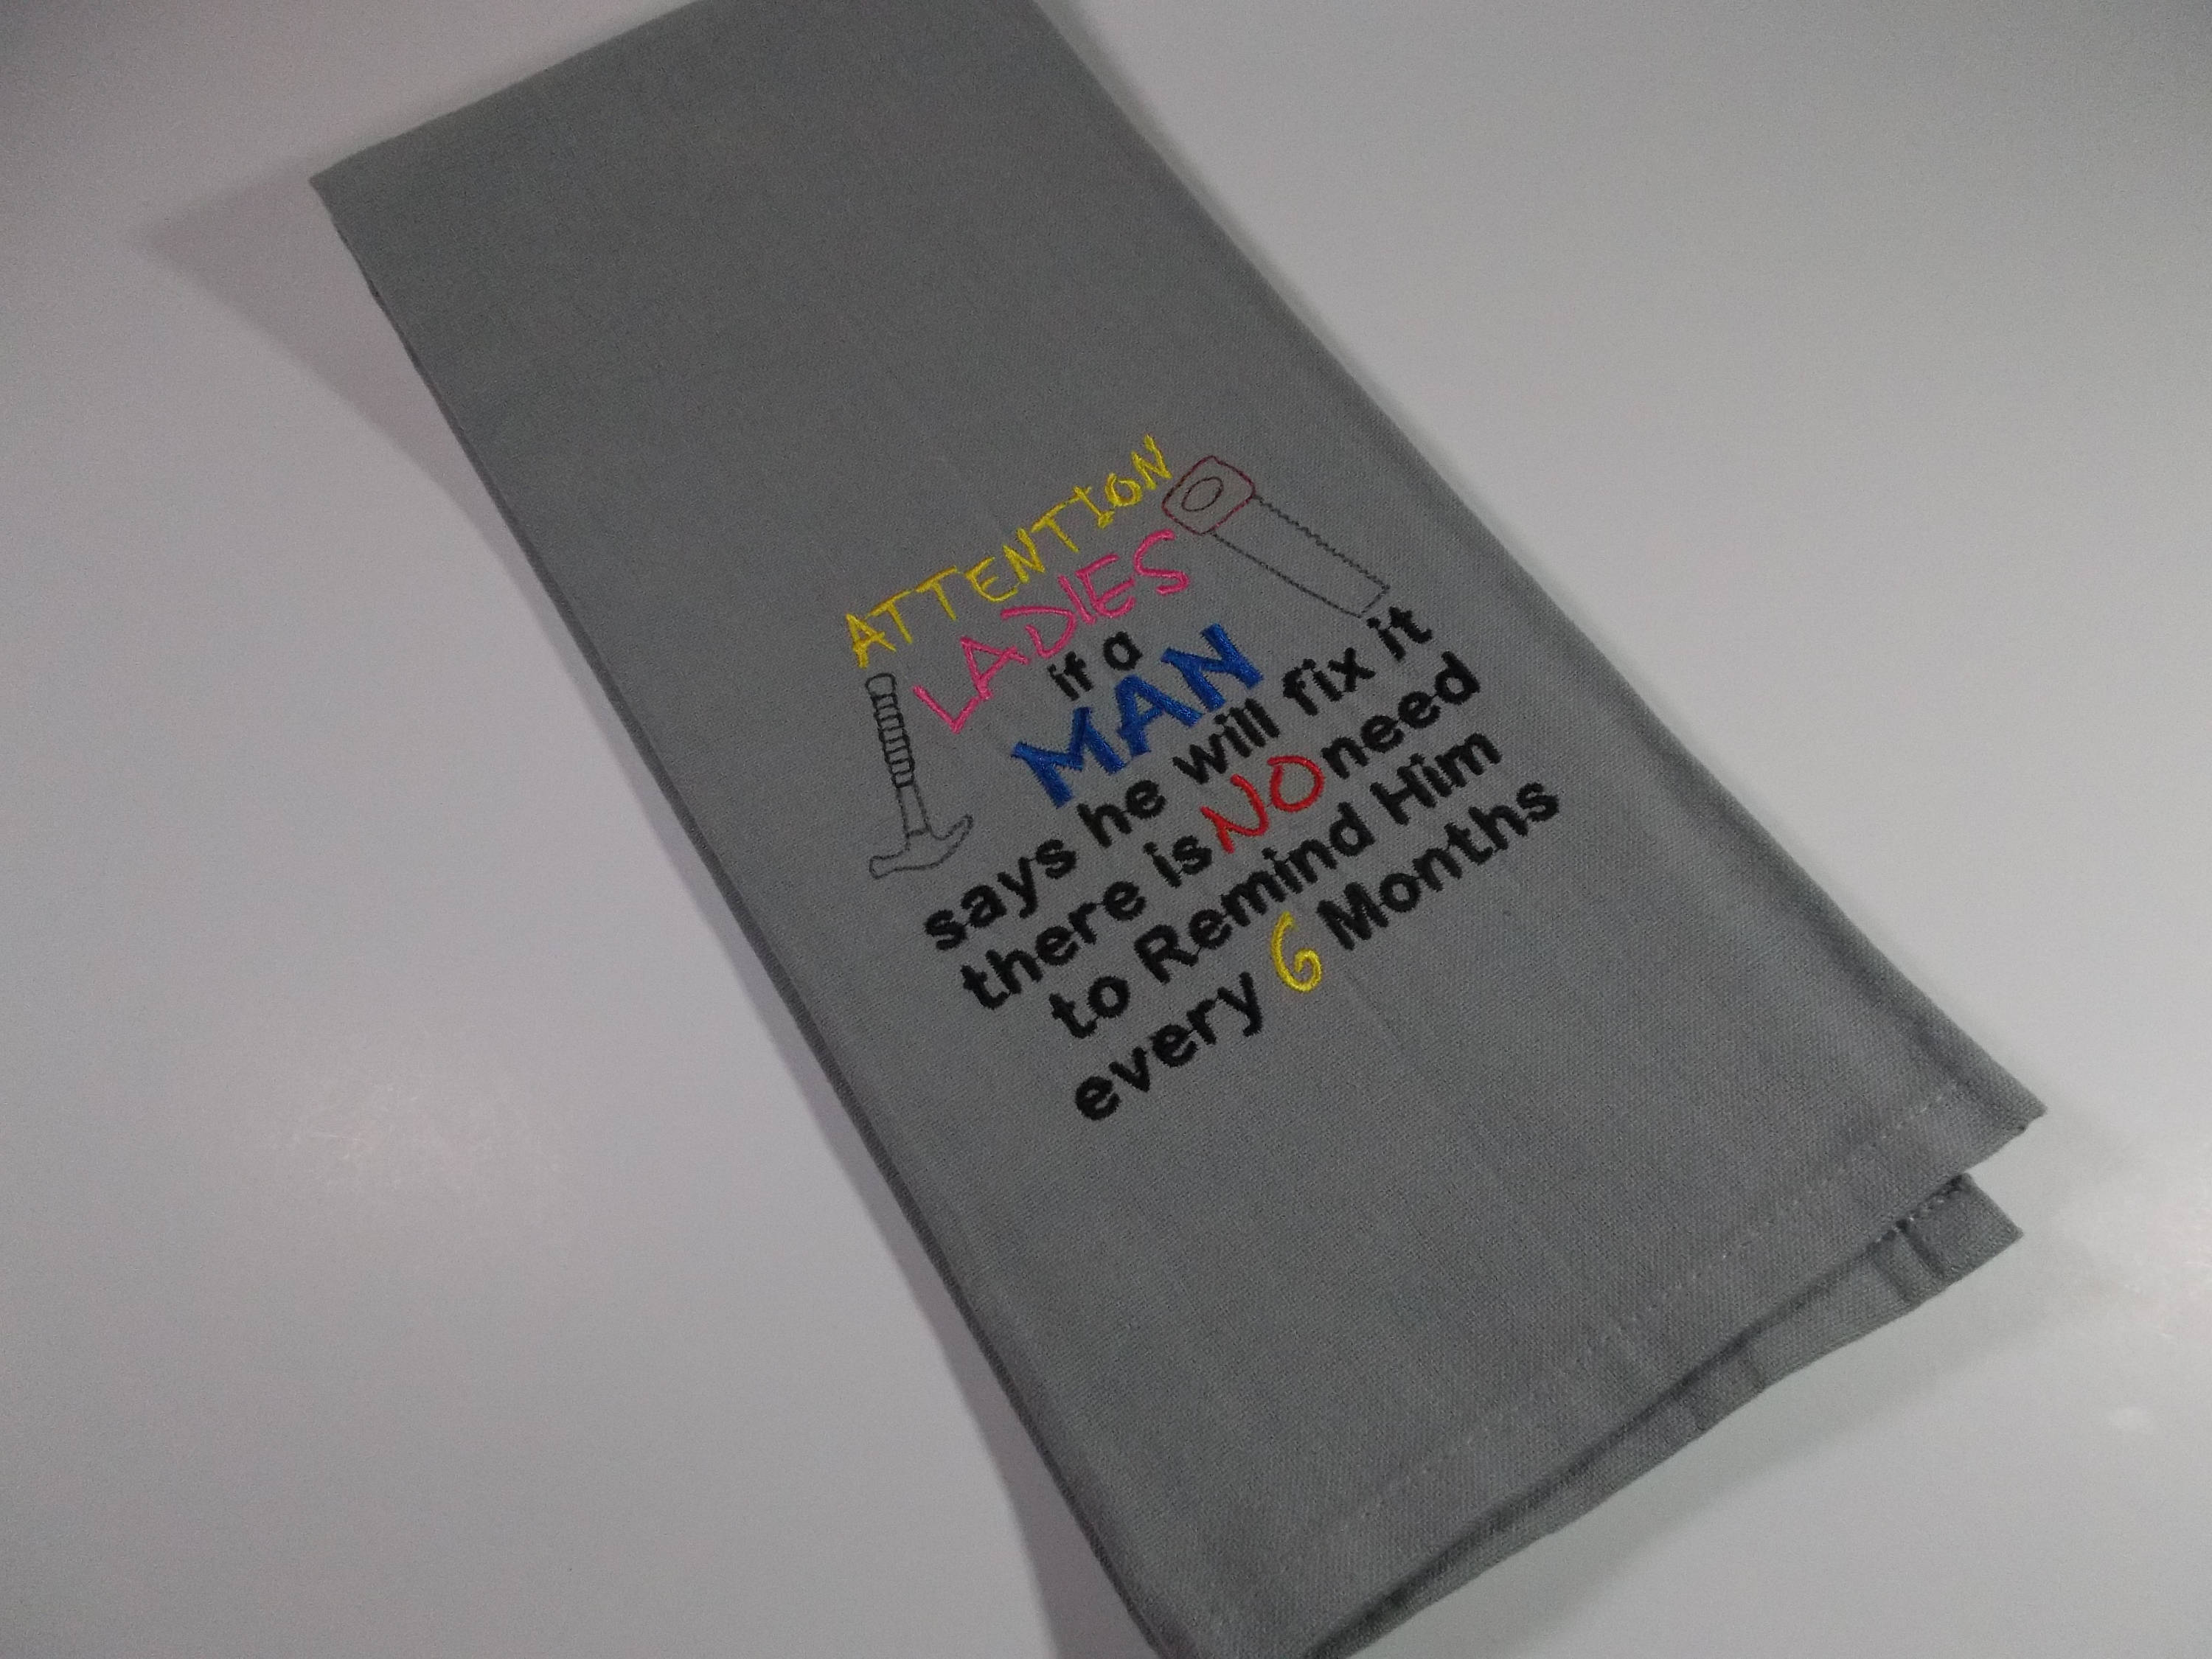 ATTENTION
LADIES
if a
MAN
says he will fix it
there is NO need
to Remind Him
every 6 Months